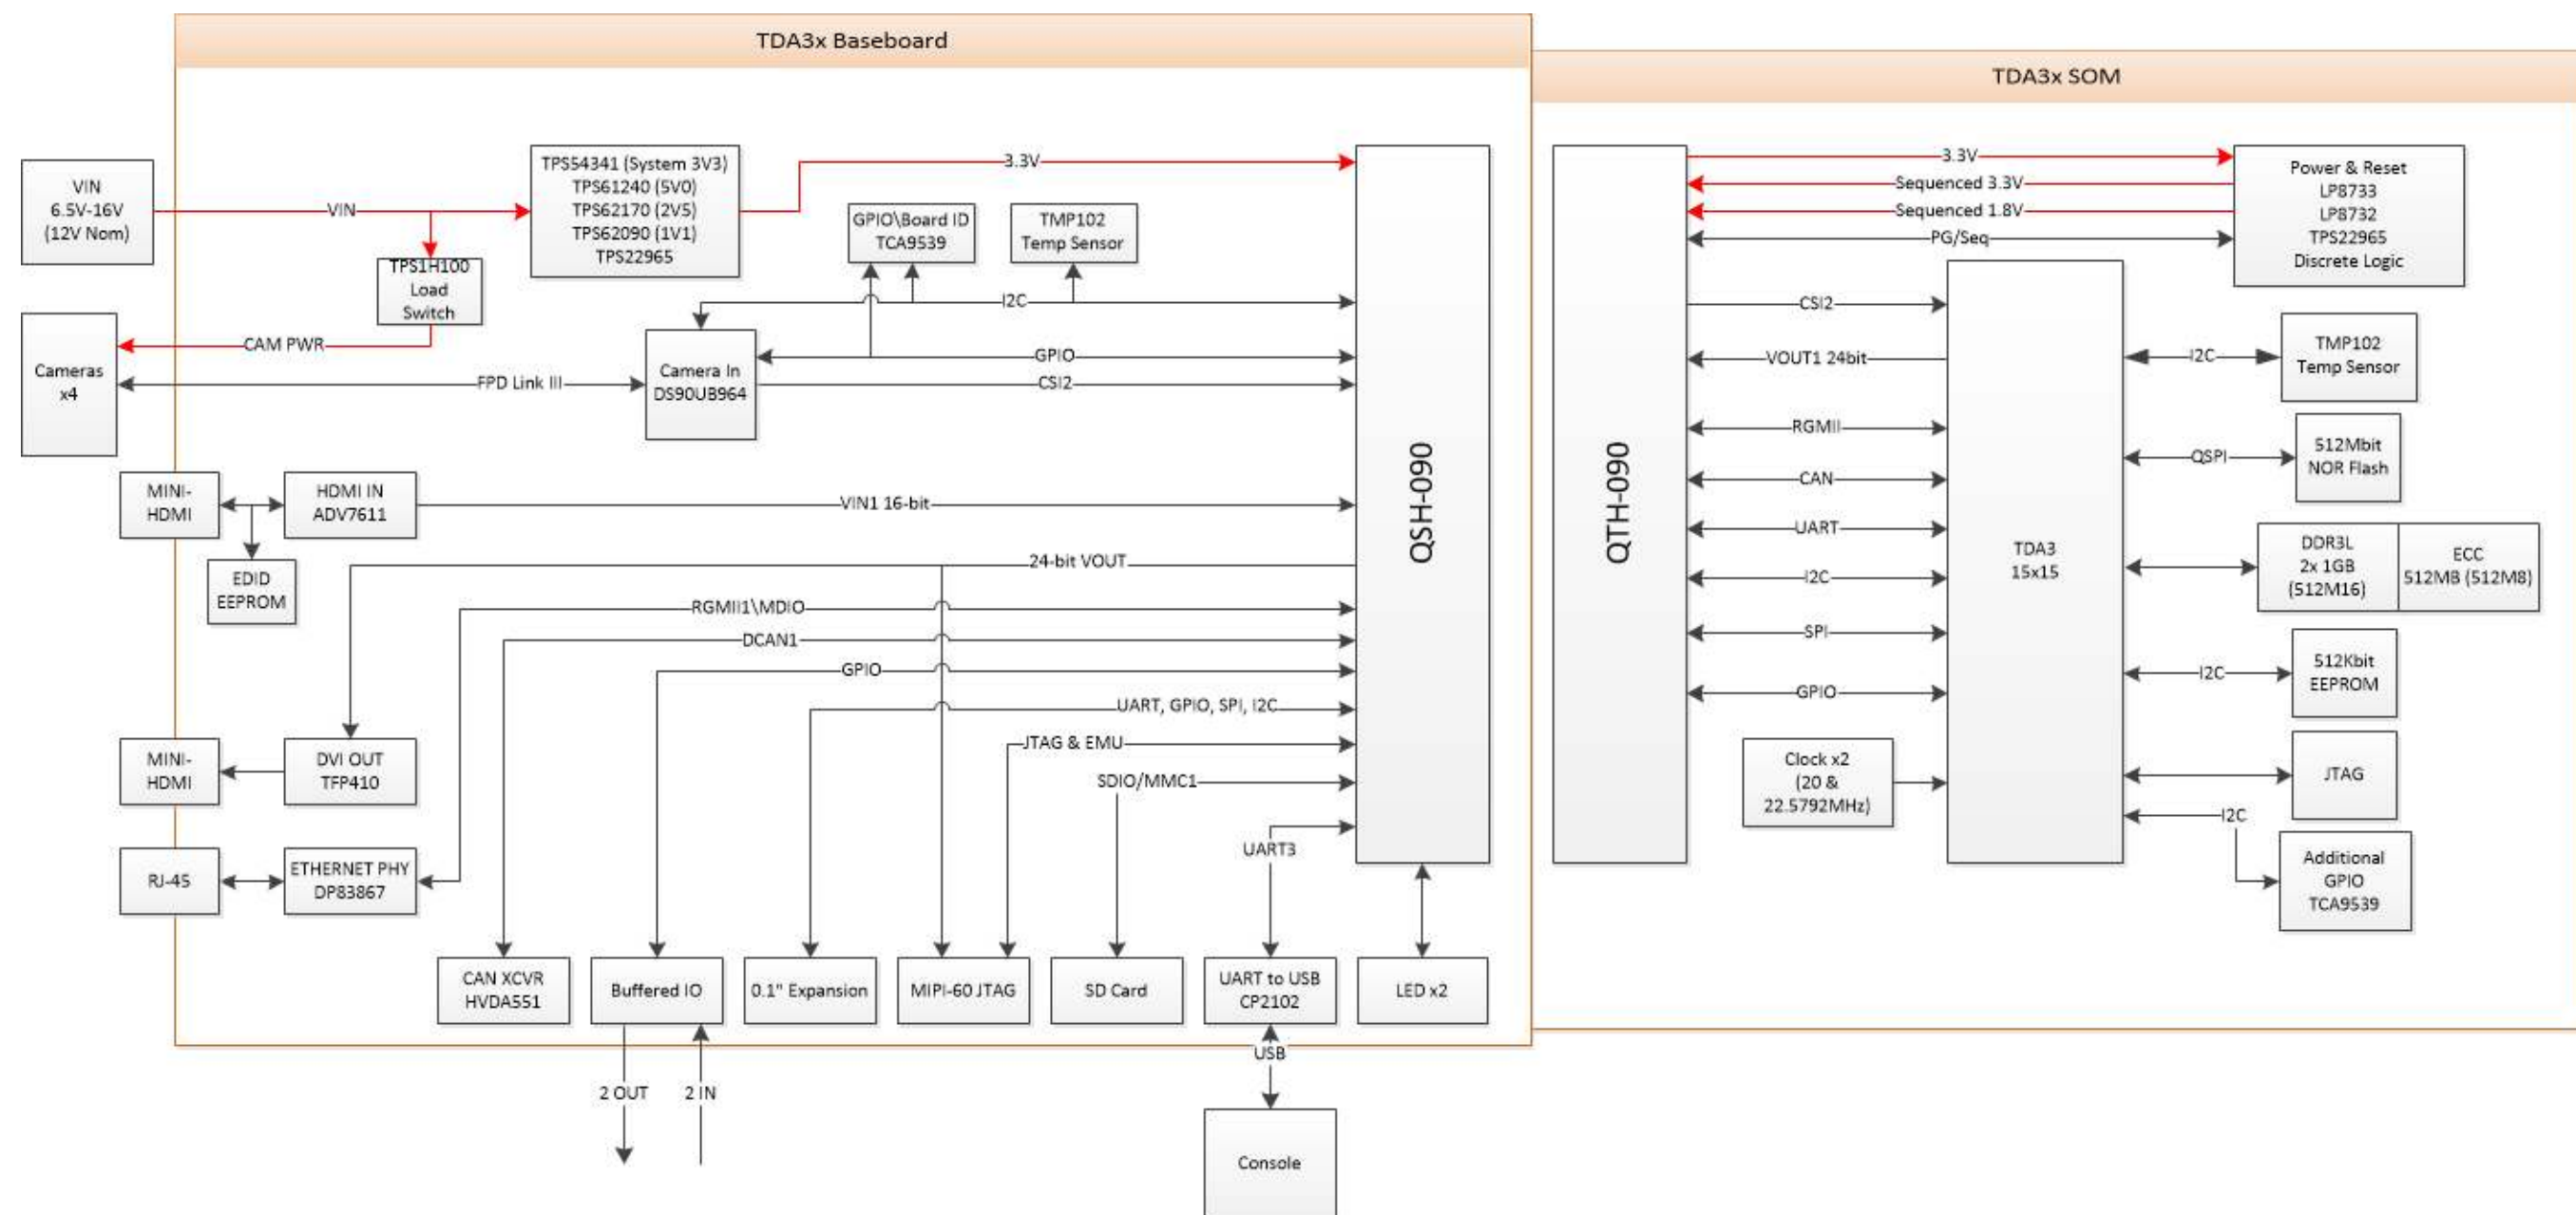 TDA3x Baseboard
TDA3x SOM
VIN
6.5V-16V
(12V Nom)
VIN
TPS54341 (System 3V3)
TPS61240 (5V0)
TPS62170 (2V5)
TPS62090 (1V1)
TPS22965
3.3V
TPS1H100
Load
Switch
GPIO\Board ID
TCA9539
TMP102
Temp Sensor
I2C
Cameras
x4
CAM PWR
FPD Link III
Camera In
DS90UB964
GPIO
CSI2
QSH-090
MINI-
HDMI
HDMI IN
ADV7611
VIN1 16-bit
EDID
EEPROM
24-bit VOUT
RGMII1\MDIO
DCAN1
GPIO
UART, GPIO, SPI, I2C
JTAG & EMU
SDIO/MMC1
UART3
MINI-
HDMI
DVI OUT
TFP410
RJ-45
ETHERNET PHY
DP83867
CAN XCVR
HVDA551
Buffered IO
0.1" Expansion
MIPI-60 JTAG
SD Card
UART to USB
CP2102
LED x2
2 OUT
2 IN
USB
Console
QTH-090
3.3V
Sequenced 3.3V
Sequenced 1.8V
PG/Seq
Power & Reset
LP8733
LP8732
TPS22965
Discrete Logic
CSI2
VOUT1 24bit
RGMII
CAN
UART
I2C
SPI
GPIO
Clock x2
(20 &
22.5792MHz)
TDA3
15x15
I2C
TMP102
Temp Sensor
QSPI
512Mbit
NOR Flash
DDR3L
2x 1GB
(512M16)
ECC
512MB (512M8)
I2C
512Kbit
EEPROM
JTAG
I2C
Additional
GPIO
TCA9539